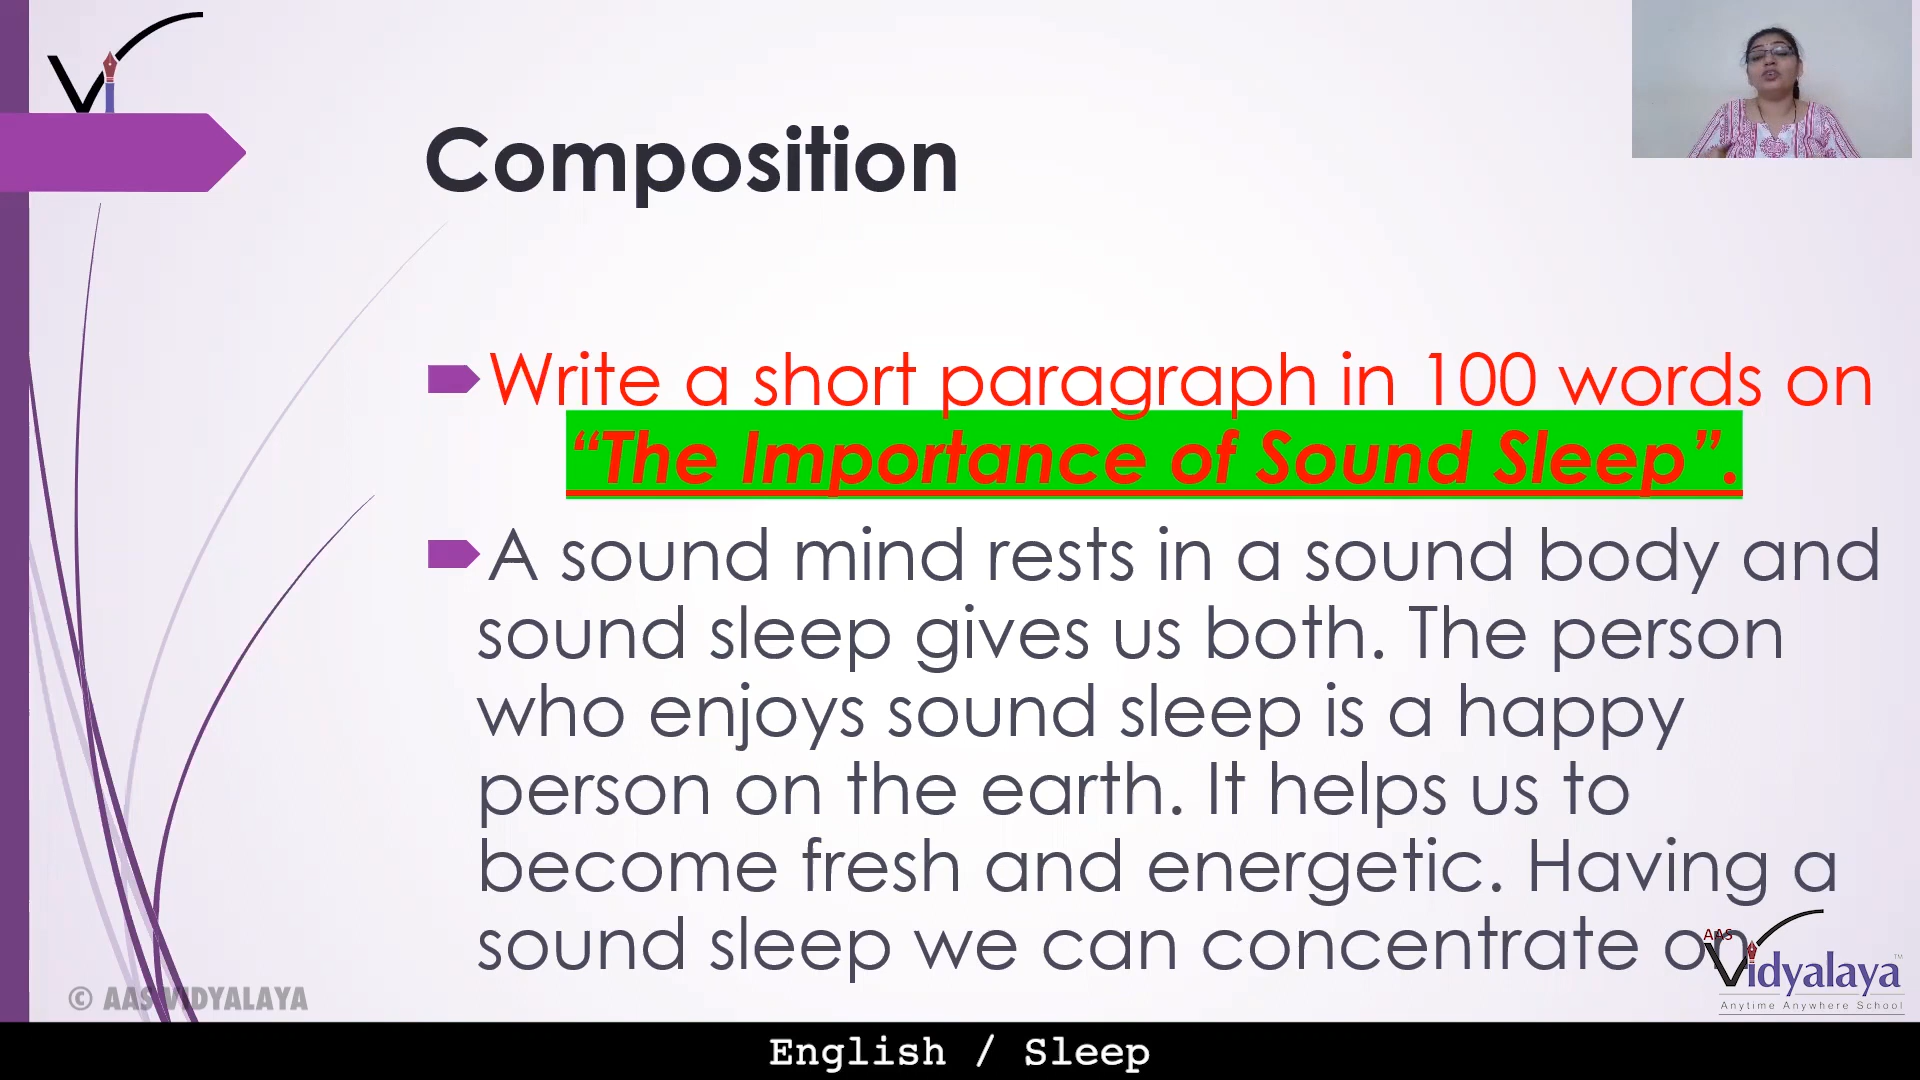 Vi
Composition
Write a short paragraph in 100 words on
“The Importance of Sound Sleep”.
A sound mind rests in a sound body and
sound sleep gives us both. The person
who enjoys sound sleep is a happy
person on the earth. It helps us to
become fresh and energetic. Having a
sound sleep we can concentrate on
AAS
Vidyalaya™
Anytime Anywhere School
© AAS VIDYALAYA
English / Sleep